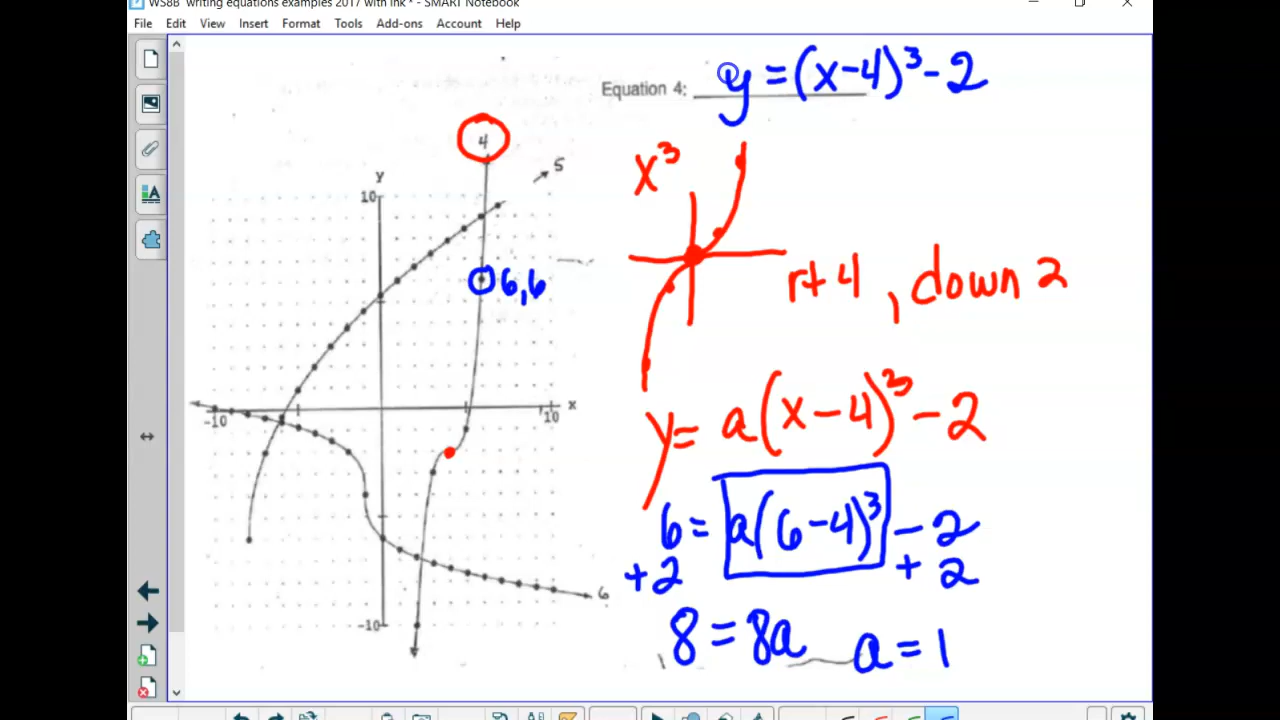 WS8B writing equations examples 2017 with ink * - SMART Notebook
File Edit View Insert Format Tools Add-ons Account Help
Equation 4: y = (x-4)³ - 2
4
5
y
10
x³
6,6
rt 4, down 2
-10
x
10
y = a(x-4)³ - 2
6 = a(6-4)³ - 2
+2 + 2
6
-10
8 = 8a a = 1